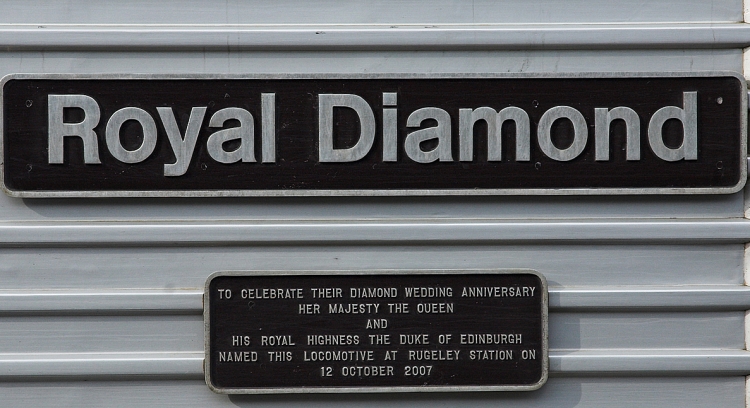 Royal Diamond
TO CELEBRATE THEIR DIAMOND WEDDING ANNIVERSARY
HER MAJESTY THE QUEEN
AND
HIS ROYAL HIGHNESS THE DUKE OF EDINBURGH
NAMED THIS LOCOMOTIVE AT RUGELEY STATION ON
12 OCTOBER 2007